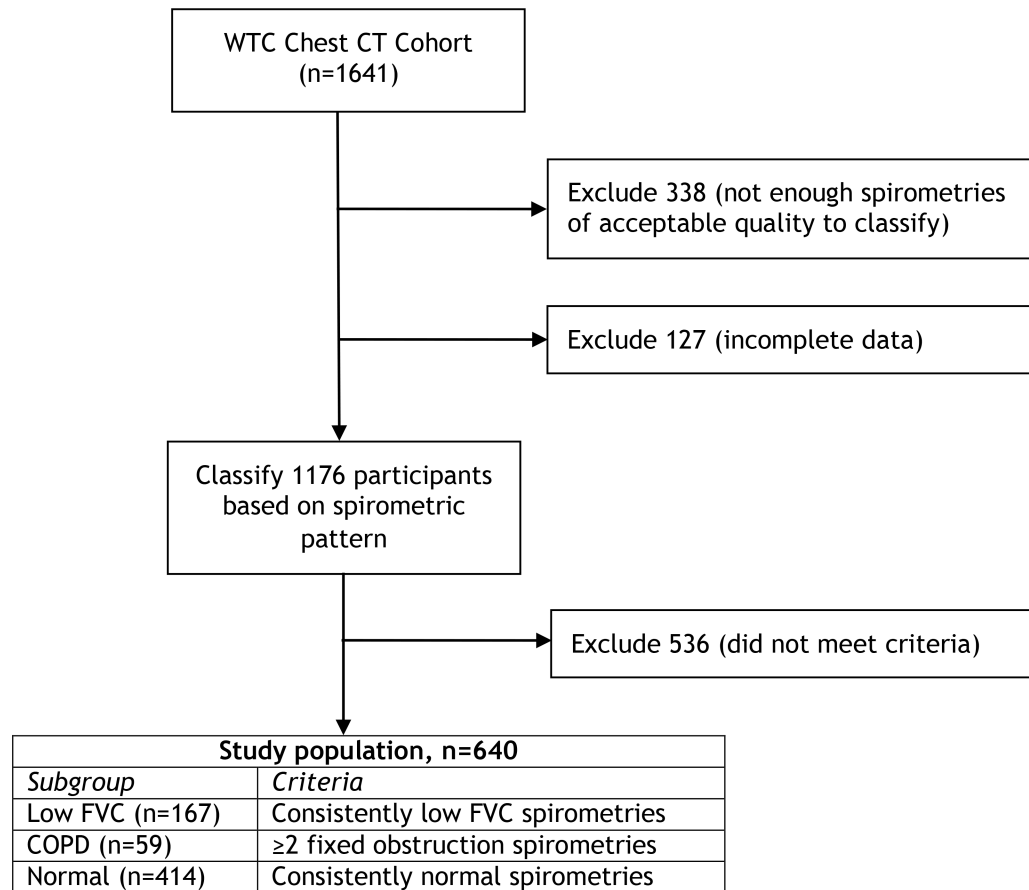 WTC Chest CT Cohort
(n=1641)
Exclude 338 (not enough spirometries
of acceptable quality to classify)
Exclude 127 (incomplete data)
Classify 1176 participants
based on spirometric
pattern
Exclude 536 (did not meet criteria)
Study population, n=640
Subgroup Criteria
Low FVC (n=167) Consistently low FVC spirometries
COPD (n=59) ≥2 fixed obstruction spirometries
Normal (n=414) Consistently normal spirometries